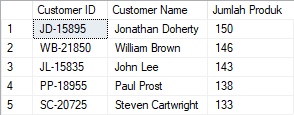 Customer ID Customer Name Jumlah Produk
1 JD-15895 Jonathan Doherty 150
2 WB-21850 William Brown 146
3 JL-15835 John Lee 143
4 PP-18955 Paul Prost 138
5 SC-20725 Steven Cartwright 133